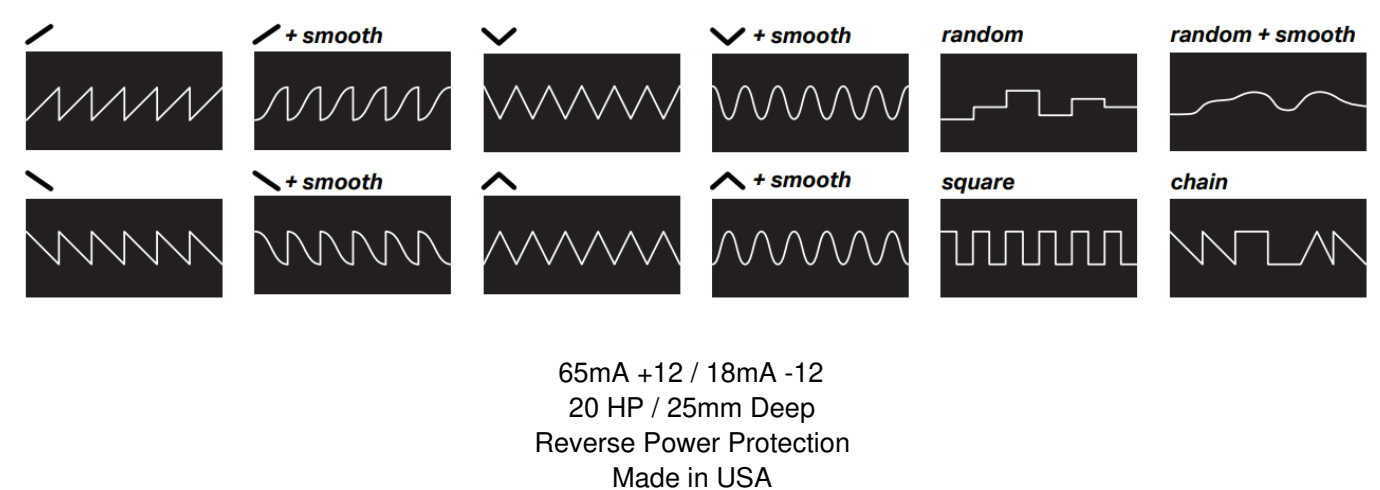 + smooth + smooth random random + smooth
+ smooth + smooth square chain
65mA +12 / 18mA -12
20 HP / 25mm Deep
Reverse Power Protection
Made in USA